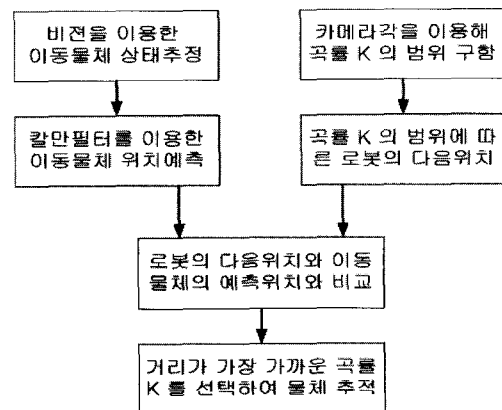 비젼을 이용한
이동물체 상태추정
카메라각을 이용해
곡률 K 의 범위 구함
칼만필터를 이용한
이동물체 위치예측
곡률 K 의 범위에 따
른 로봇의 다음위치
로봇의 다음위치와 이동
물체의 예측위치와 비교
거리가 가장 가까운 곡률
K 를 선택하여 물체 추적